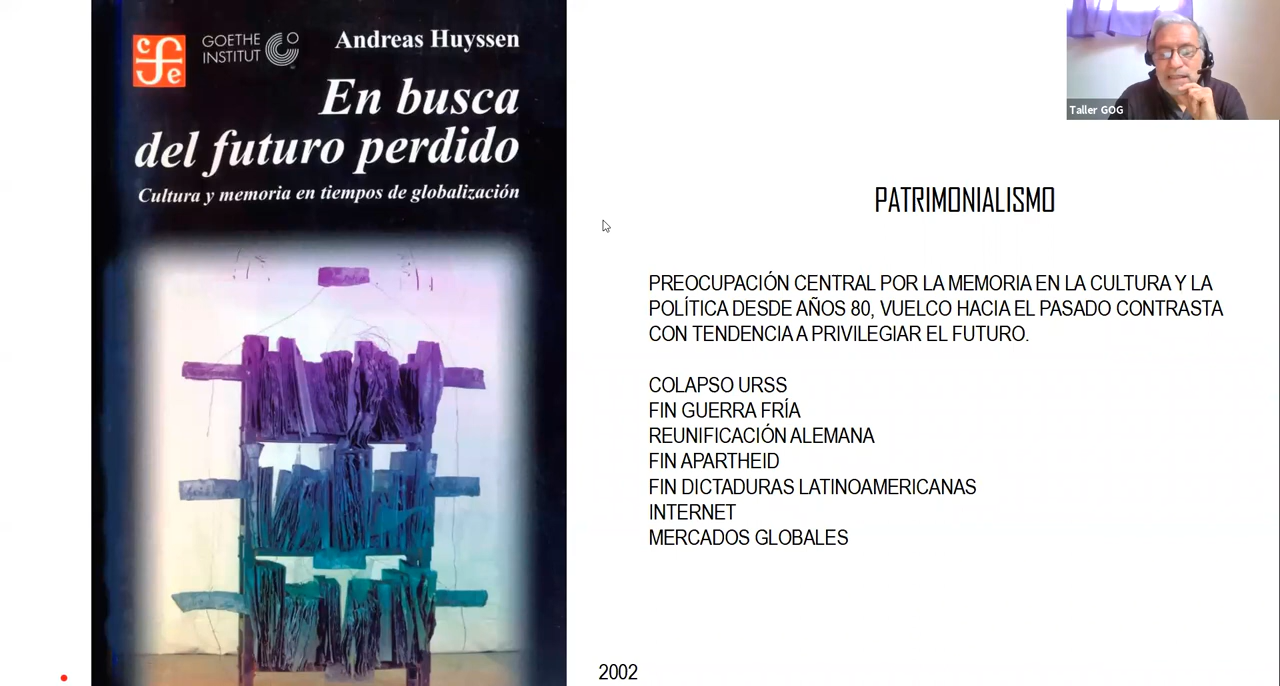 cfe
GOETHE
INSTITUT
Andreas Huyssen
En busca
del futuro perdido
Cultura y memoria en tiempos de globalización
Taller GOG
PATRIMONIALISMO
PREOCUPACIÓN CENTRAL POR LA MEMORIA EN LA CULTURA Y LA
POLÍTICA DESDE AÑOS 80, VUELCO HACIA EL PASADO CONTRASTA
CON TENDENCIA A PRIVILEGIAR EL FUTURO.
COLAPSO URSS
FIN GUERRA FRÍA
REUNIFICACIÓN ALEMANA
FIN APARTHEID
FIN DICTADURAS LATINOAMERICANAS
INTERNET
MERCADOS GLOBALES
2002